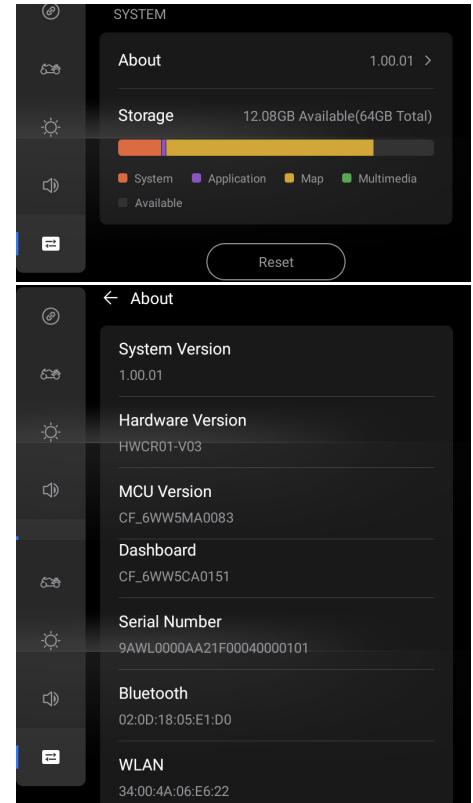 SYSTEM
About 1.00.01 >
Storage 12.08GB Available(64GB Total)
System Application Map Multimedia
Available
Reset
← About
System Version
1.00.01
Hardware Version
HWCR01-V03
MCU Version
CF_6WW5MA0083
Dashboard
CF_6WW5CA0151
Serial Number
9AWL0000AA21F00040000101
Bluetooth
02:0D:18:05:E1:D0
WLAN
34:00:4A:06:E6:22